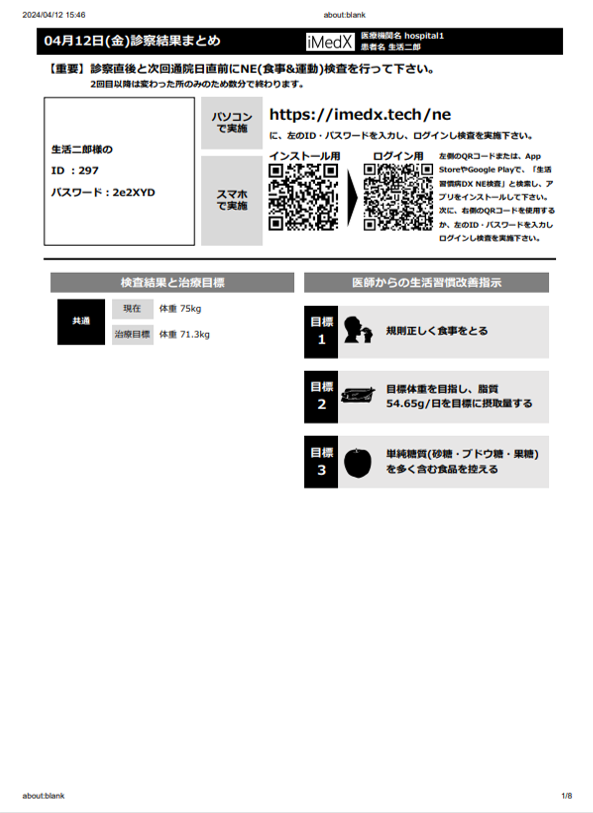 2024/04/12 15:46
about:blank
04月12日(金)診察結果まとめ
iMedX
医療機関名 hospital1
患者名 生活二郎
【重要】診察直後と次回通院日直前にNE(食事&運動)検査を行って下さい。
2回目以降は変わった所のみのため数分で終わります。
生活二郎様の
ID ：297
パスワード：2e2XYD
パソコン
で実施
https://imedx.tech/ne
に、左のID・パスワードを入力し、ログインし検査を実施下さい。
スマホ
で実施
インストール用
ログイン用
左側のQRコードまたは、App
StoreやGoogle Playで、「生活
習慣病DX NE検査」と検索し、ア
プリをインストールして下さい。
次に、右側のQRコードを使用する
か、左のID・パスワードを入力し
ログインし検査を実施下さい。
検査結果と治療目標
共通
現在
体重 75kg
治療目標
体重 71.3kg
医師からの生活習慣改善指示
目標
1
規則正しく食事をとる
目標
2
目標体重を目指し、脂質
54.65g/日を目標に摂取量する
目標
3
単純糖質(砂糖・ブドウ糖・果糖)
を多く含む食品を控える
about:blank
1/8